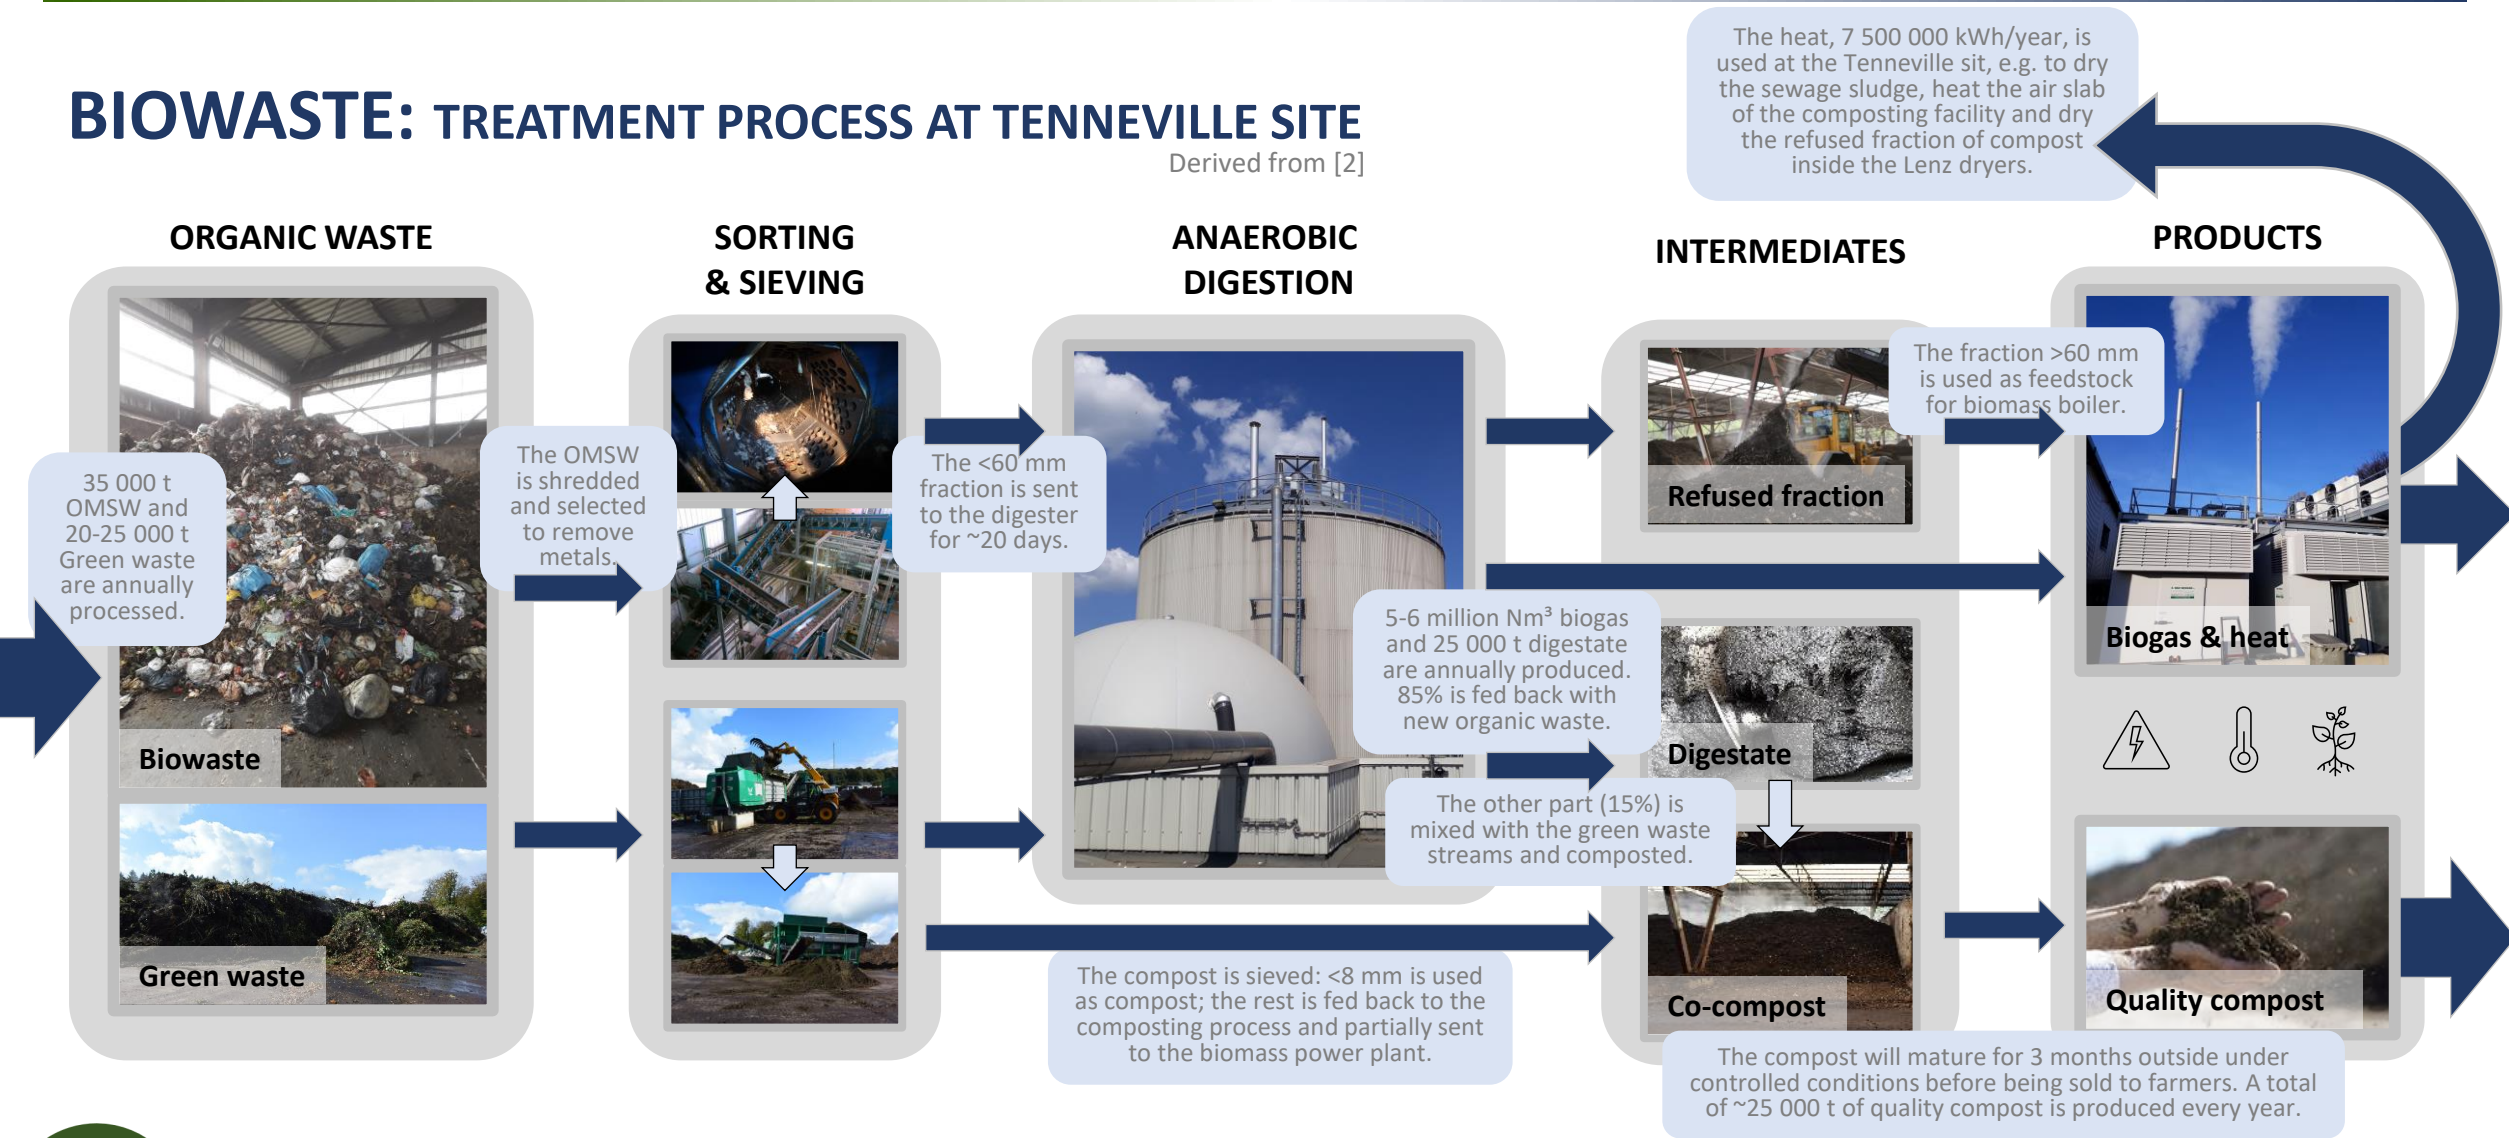 The heat, 7 500 000 kWh/year, is
used at the Tenneville sit, e.g. to dry
the sewage sludge, heat the air slab
of the composting facility and dry
the refused fraction of compost
inside the Lenz dryers.
BIOWASTE: TREATMENT PROCESS AT TENNEVILLE SITE
Derived from [2]
ORGANIC WASTE
SORTING
& SIEVING
ANAEROBIC
DIGESTION
INTERMEDIATES
PRODUCTS
35 000 t
OMSW and
20-25 000 t
Green waste
are annually
processed.
Biowaste
Green waste
The OMSW
is shredded
and selected
to remove
metals.
The <60 mm
fraction is sent
to the digester
for ~20 days.
The fraction >60 mm
is used as feedstock
for biomass boiler.
Refused fraction
5-6 million Nm³ biogas
and 25 000 t digestate
are annually produced.
85% is fed back with
new organic waste.
Digestate
The other part (15%) is
mixed with the green waste
streams and composted.
Biogas & heat
The compost is sieved: <8 mm is used
as compost; the rest is fed back to the
composting process and partially sent
to the biomass power plant.
Co-compost
Quality compost
The compost will mature for 3 months outside under
controlled conditions before being sold to farmers. A total
of ~25 000 t of quality compost is produced every year.